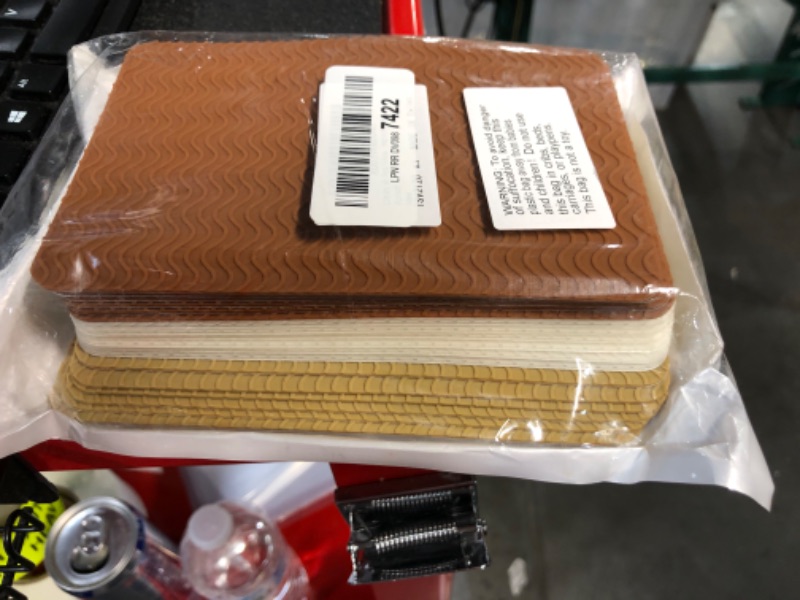 LPN RR DN398 7422
WARNING: To avoid danger
of suffocation, keep this
plastic bag away from babies
and children! Do not use
this bag in cribs, beds,
carriages, or playpens.
This bag is not a toy.